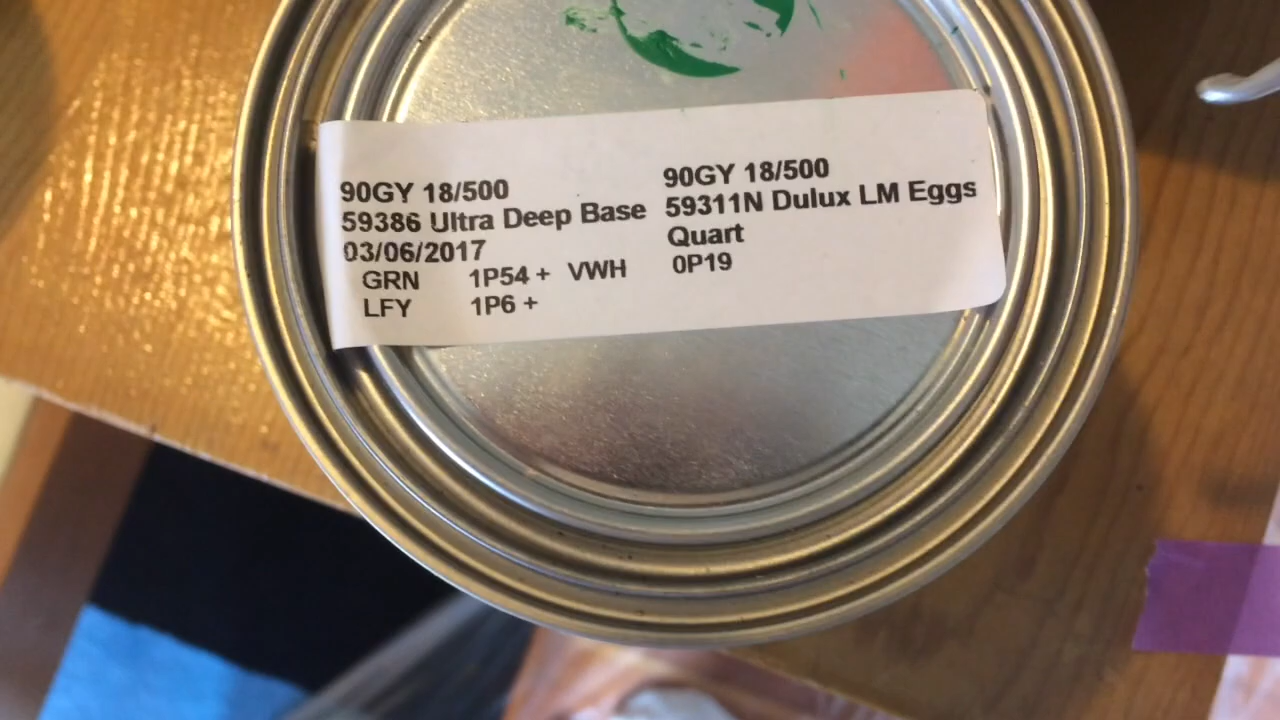 90GY 18/500
59386 Ultra Deep Base
03/06/2017
GRN 1P54 + VWH 0P19
LFY 1P6 +
90GY 18/500
59311N Dulux LM Eggs
Quart